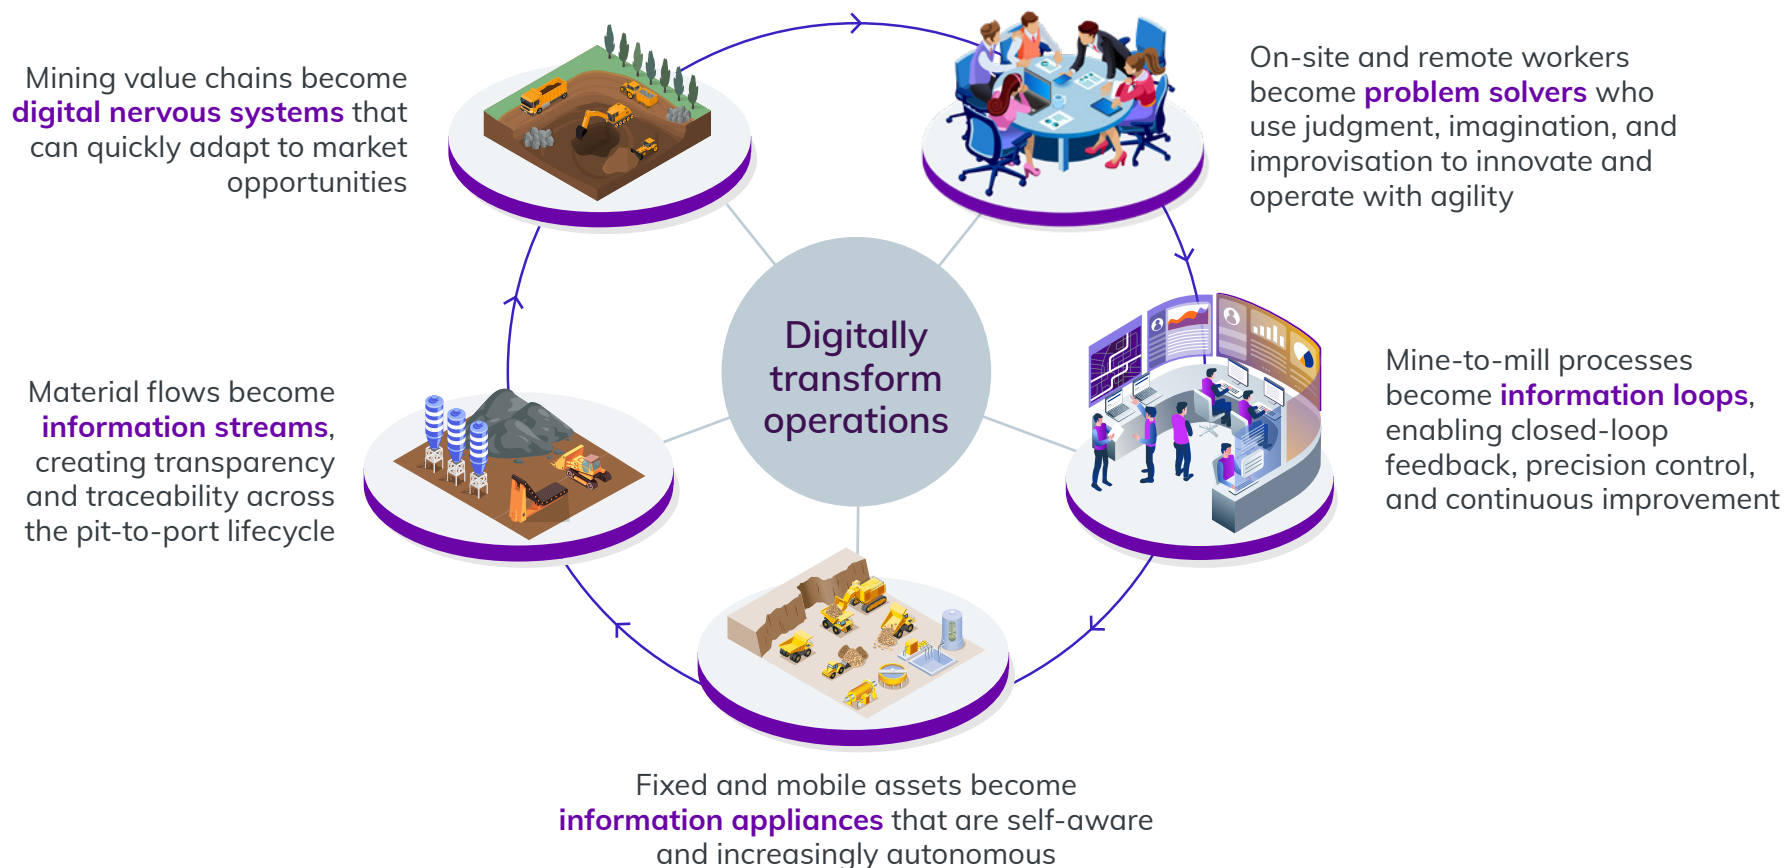 Mining value chains become
digital nervous systems that
can quickly adapt to market
opportunities
On-site and remote workers
become problem solvers who
use judgment, imagination, and
improvisation to innovate and
operate with agility
Digitally
transform
operations
Mine-to-mill processes
become information loops,
enabling closed-loop
feedback, precision control,
and continuous improvement
Material flows become
information streams,
creating transparency
and traceability across
the pit-to-port lifecycle
Fixed and mobile assets become
information appliances that are self-aware
and increasingly autonomous